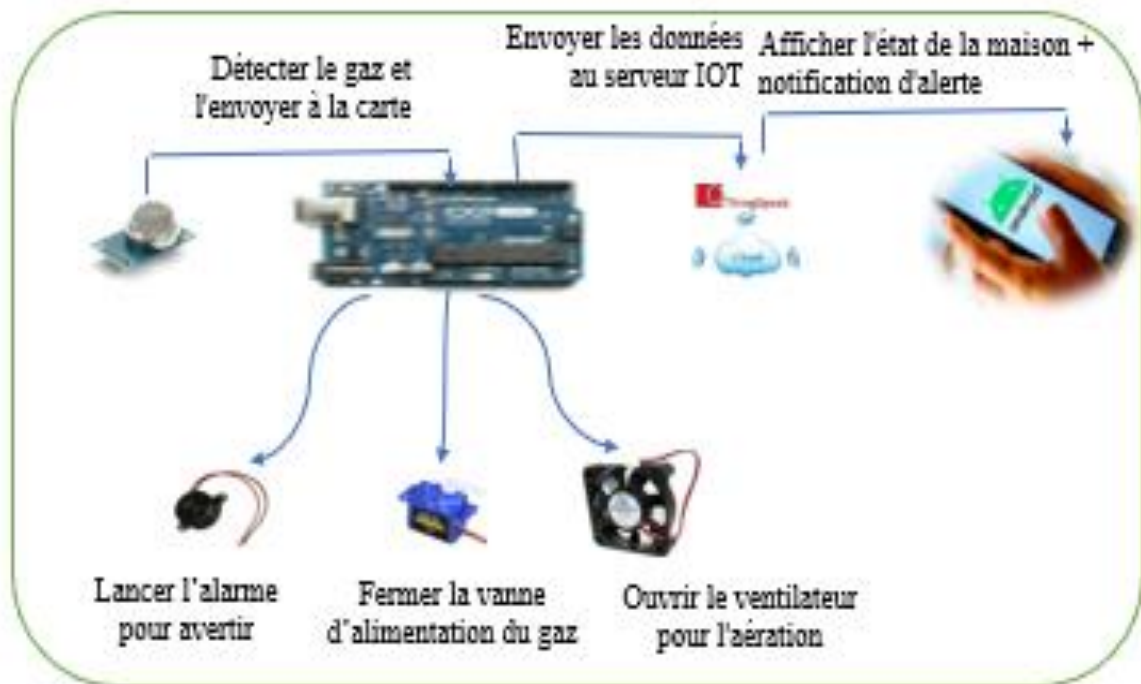 Détecter le gaz et
l'envoyer à la carte
Envoyer les données
au serveur IOT
Afficher l'état de la maison +
notification d'alerte
ThingSpeak
Lancer l’alarme
pour avertir
Fermer la vanne
d’alimentation du gaz
Ouvrir le ventilateur
pour l'aération